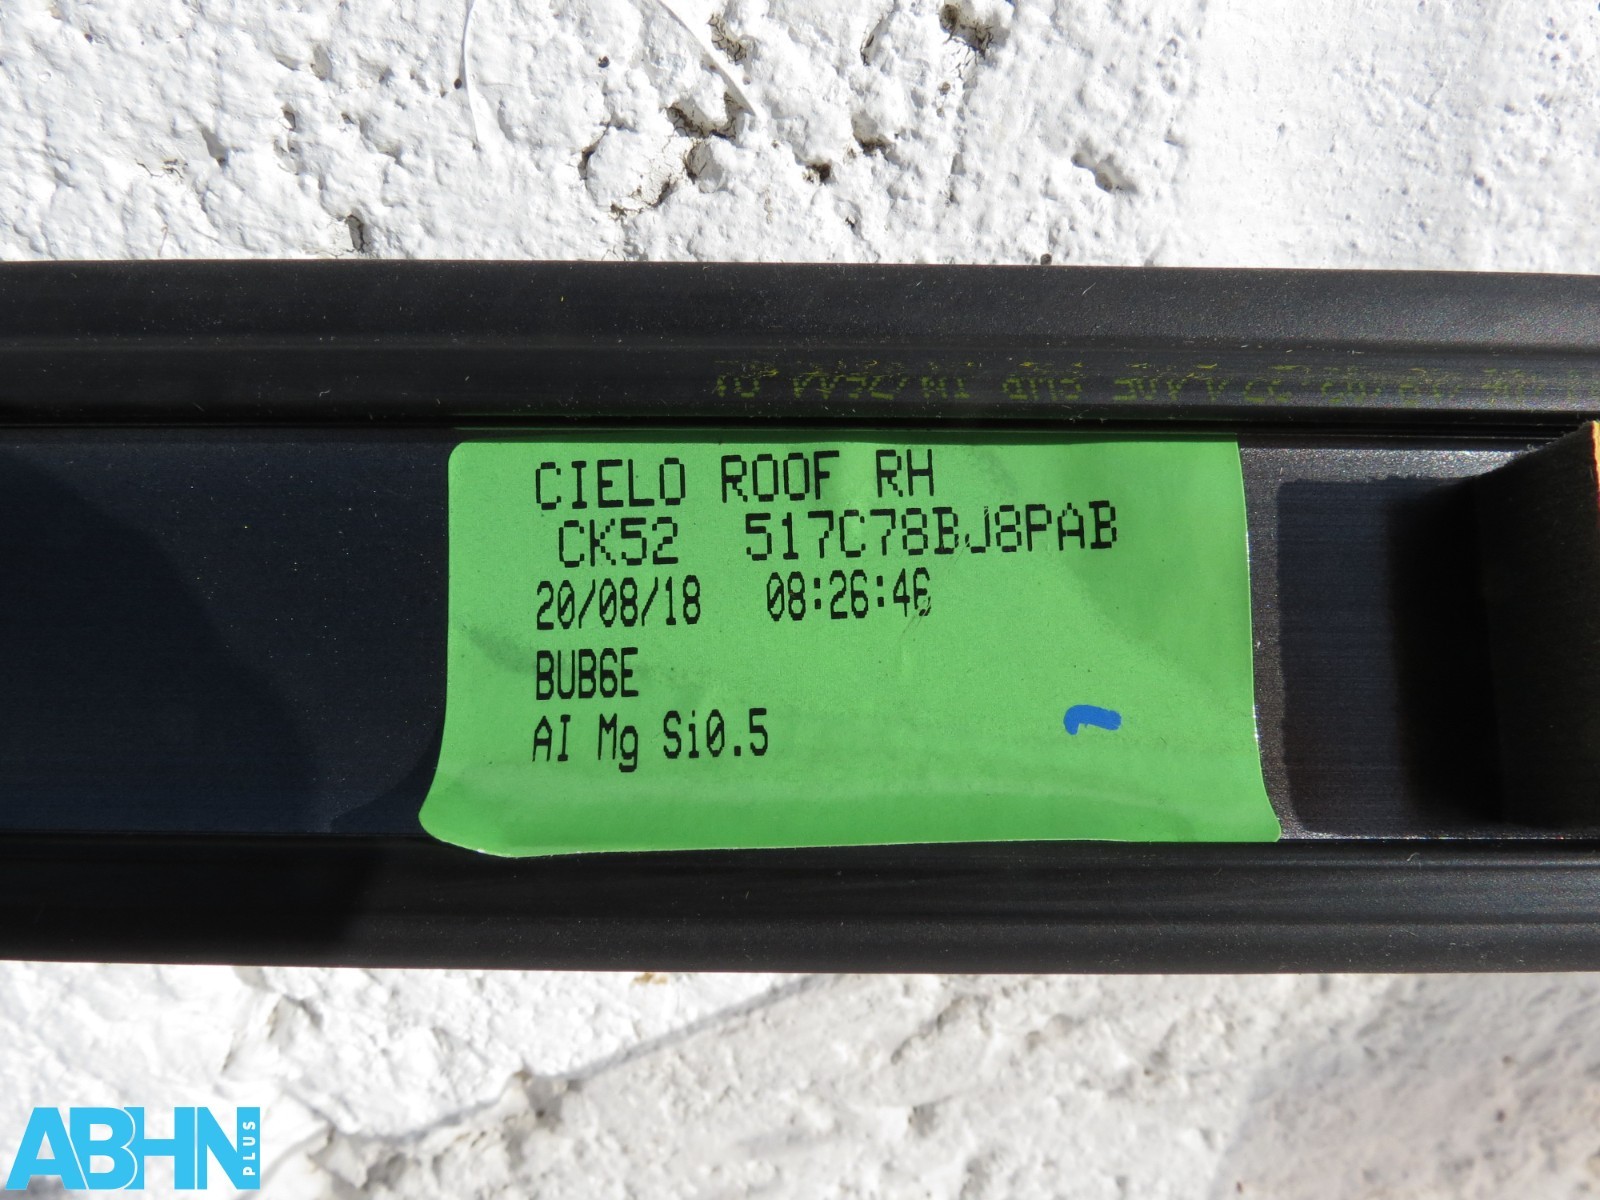 CIELO ROOF RH
CK52 517C78BJ8PAB
20/08/18 08:26:46
BUB6E
AI Mg Si0.5
ABHN PLUS